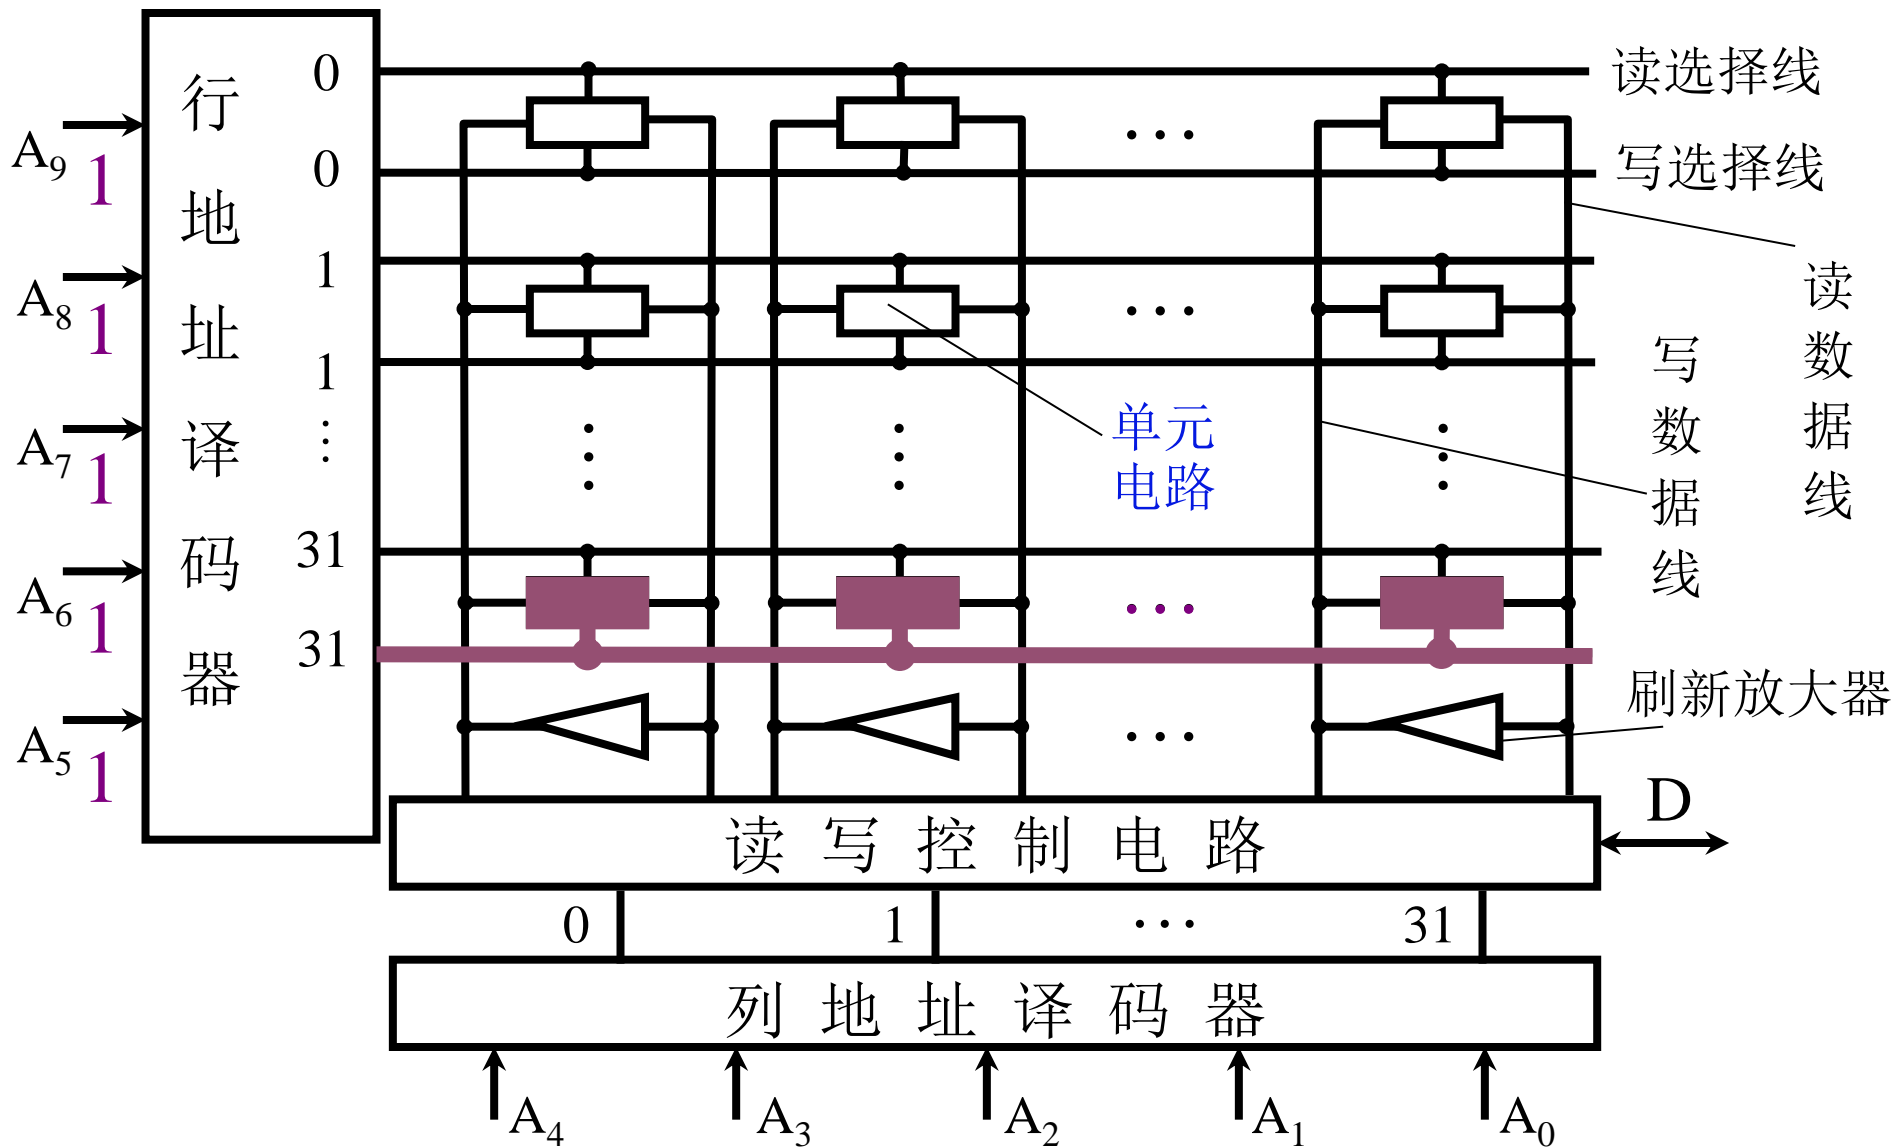 行地址译码器
A9 1
A8 1
A7 1
A6 1
A5 1
0
0
1
1
⋮
31
31
读选择线
写选择线
读数据线
写数据线
单元
电路
刷新放大器
···
···
···
···
读写控制电路
D
0 1 ··· 31
列地址译码器
A4 A3 A2 A1 A0